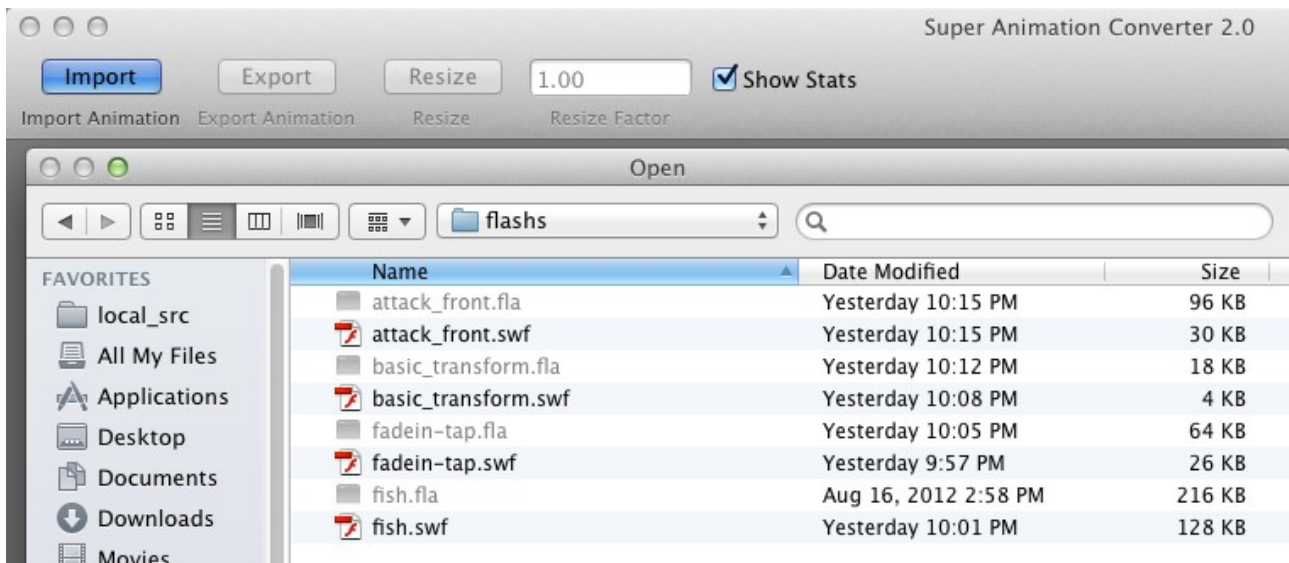 Super Animation Converter 2.0
Import Export Resize 1.00 Show Stats
Import Animation Export Animation Resize Resize Factor
Open
flashs
FAVORITES
local_src
All My Files
Applications
Desktop
Documents
Downloads
Movies
Name Date Modified Size
attack_front.fla Yesterday 10:15 PM 96 KB
attack_front.swf Yesterday 10:15 PM 30 KB
basic_transform.fla Yesterday 10:12 PM 18 KB
basic_transform.swf Yesterday 10:08 PM 4 KB
fadein-tap.fla Yesterday 10:05 PM 64 KB
fadein-tap.swf Yesterday 9:57 PM 26 KB
fish.fla Aug 16, 2012 2:58 PM 216 KB
fish.swf Yesterday 10:01 PM 128 KB